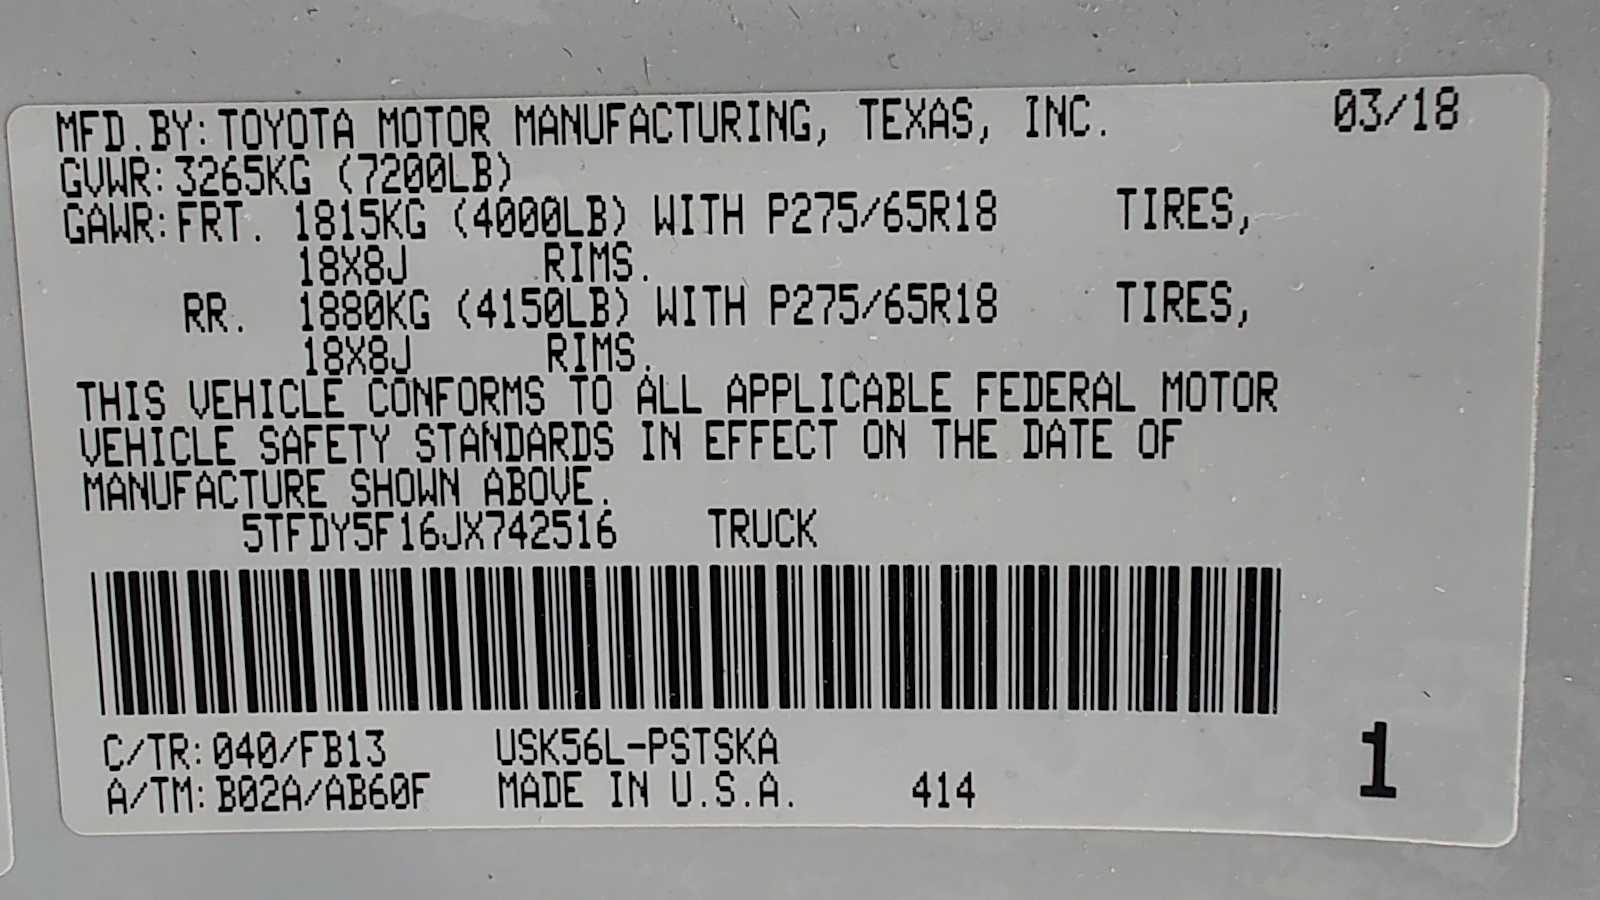 MFD.BY: TOYOTA MOTOR MANUFACTURING, TEXAS, INC. 03/18
GVWR: 3265KG (7200LB)
GAWR: FRT. 1815KG (4000LB) WITH P275/65R18 TIRES,
18X8J RIMS.
RR. 1880KG (4150LB) WITH P275/65R18 TIRES,
18X8J RIMS.
THIS VEHICLE CONFORMS TO ALL APPLICABLE FEDERAL MOTOR
VEHICLE SAFETY STANDARDS IN EFFECT ON THE DATE OF
MANUFACTURE SHOWN ABOVE.
5TFDY5F16JX742516 TRUCK
C/TR: 040/FB13 USK56L-PSTSKA
A/TM: B02A/AB60F MADE IN U.S.A. 414 1